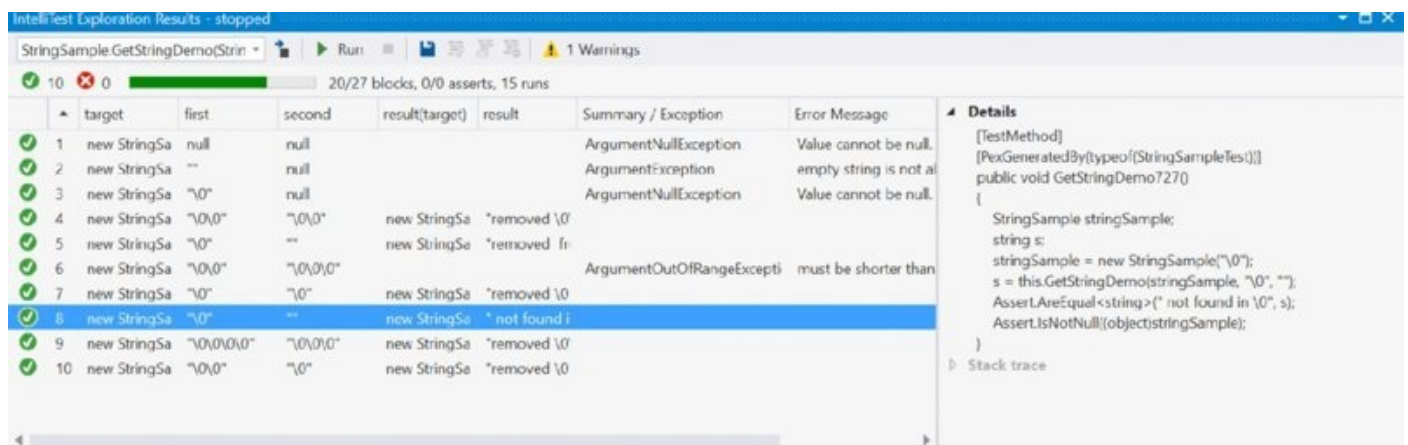 IntelliTest Exploration Results - stopped
StringSample.GetStringDemo(Strin Run 1 Warnings
10 0 20/27 blocks, 0/0 asserts, 15 runs
target first second result(target) result Summary / Exception Error Message
1 new StringSa null null ArgumentNullException Value cannot be null.
2 new StringSa "" null ArgumentException empty string is not al
3 new StringSa "\0" null ArgumentNullException Value cannot be null.
4 new StringSa "\0\0" "\0\0" new StringSa "removed \0
5 new StringSa "\0" "" new StringSa "removed fr
6 new StringSa "\0\0" "\0\0\0" ArgumentOutOfRangeExcepti must be shorter than
7 new StringSa "\0" "\0" new StringSa "removed \0
8 new StringSa "\0" "" new StringSa " not found i
9 new StringSa "\0\0\0\0" "\0\0\0" new StringSa "removed \0
10 new StringSa "\0\0" "\0" new StringSa "removed \0
Details
[TestMethod]
[PexGeneratedBy(typeof(StringSampleTest))]
public void GetStringDemo727()
{
StringSample stringSample;
string s;
stringSample = new StringSample("\0");
s = this.GetStringDemo(stringSample, "\0", "");
Assert.AreEqual<string>(" not found in \0", s);
Assert.IsNotNull((object)stringSample);
}
Stack trace